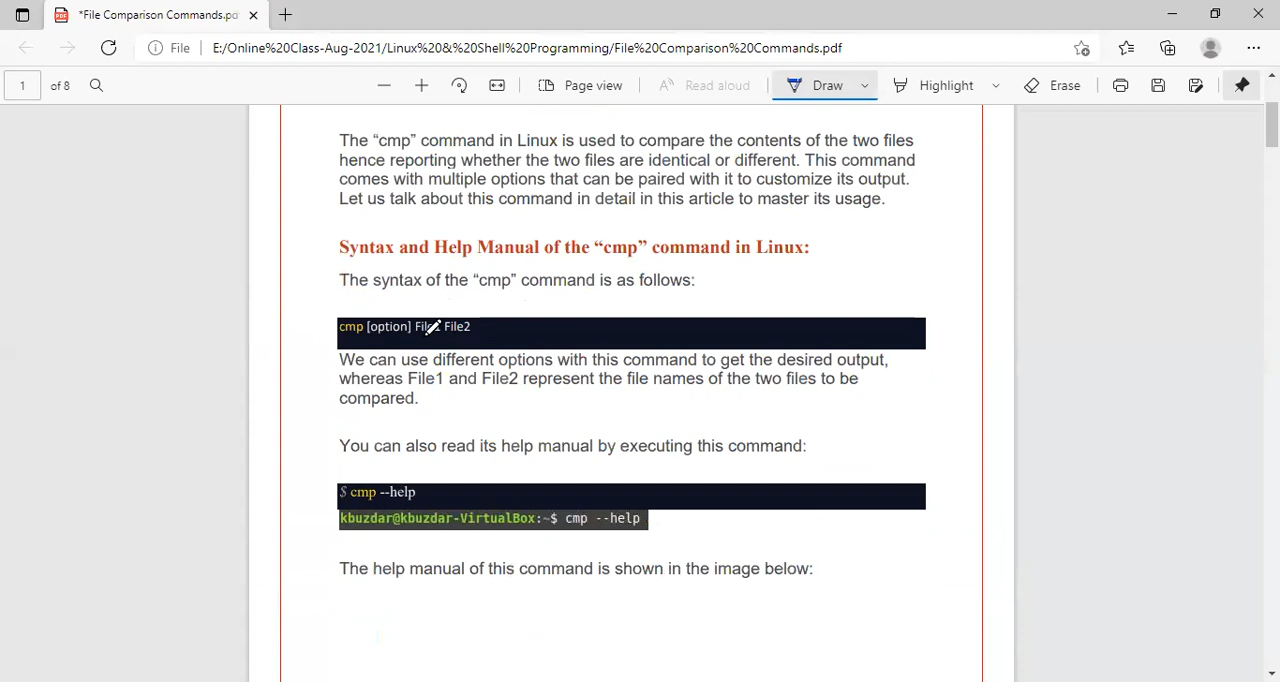 *File Comparison Commands.pd
File
E:/Online%20Class-Aug-2021/Linux%20&%20Shell%20Programming/File%20Comparison%20Commands.pdf
1 of 8
Page view
Read aloud
Draw
Highlight
Erase
The “cmp” command in Linux is used to compare the contents of the two files
hence reporting whether the two files are identical or different. This command
comes with multiple options that can be paired with it to customize its output.
Let us talk about this command in detail in this article to master its usage.
Syntax and Help Manual of the “cmp” command in Linux:
The syntax of the “cmp” command is as follows:
cmp [option] File1 File2
We can use different options with this command to get the desired output,
whereas File1 and File2 represent the file names of the two files to be
compared.
You can also read its help manual by executing this command:
$ cmp --help
kbuzdar@kbuzdar-VirtualBox:~$ cmp --help
The help manual of this command is shown in the image below: